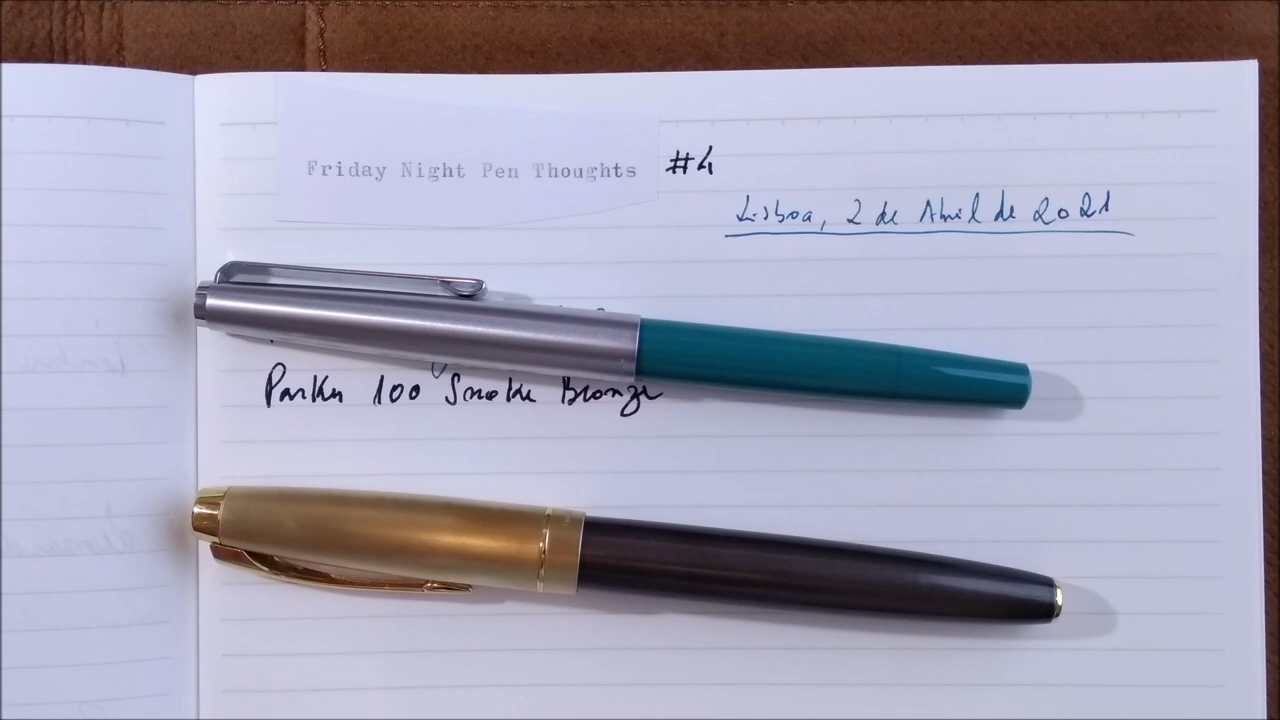 Friday Night Pen Thoughts #4
Lisboa, 2 de Abril de 2021
Parker 100 Smoke Bronze